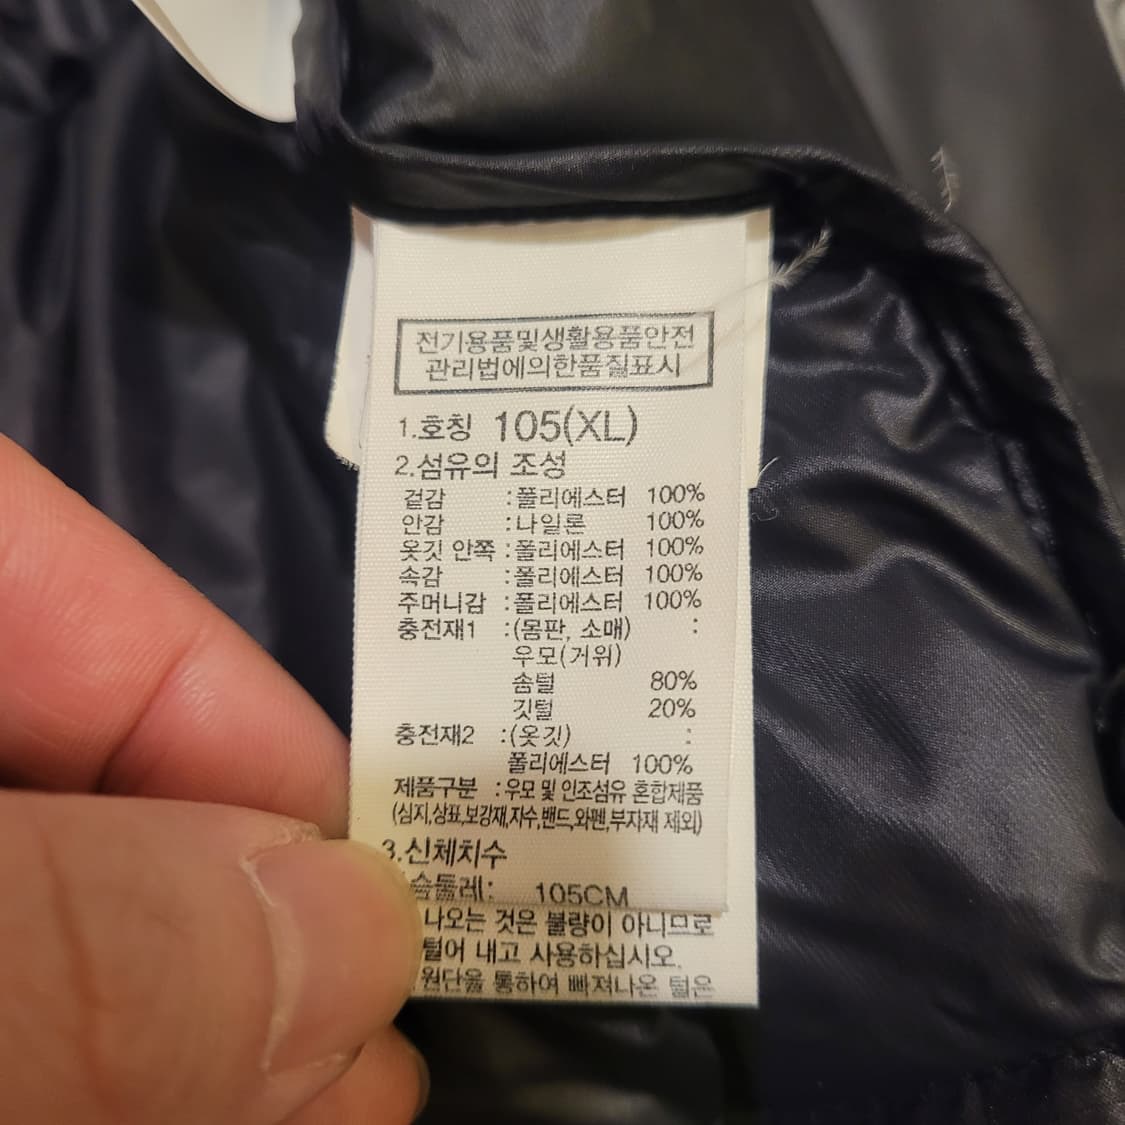 전기용품및생활용품안전
관리법에의한품질표시
1.호칭 105(XL)
2.섬유의 조성
겉감 :폴리에스터 100%
안감 :나일론 100%
옷깃 안쪽 :폴리에스터 100%
속감 :폴리에스터 100%
주머니감 :폴리에스터 100%
충전재1 :(몸판, 소매) :
우모(거위)
솜털 80%
깃털 20%
충전재2 :(옷깃) :
폴리에스터 100%
제품구분 :우모 및 인조섬유 혼합제품
(심지,상표,보강재,자수,밴드,와펜,부자재 제외)
3.신체치수
슴둘레: 105CM
나오는 것은 불량이 아니므로
털어 내고 사용하십시오.
원단을 통하여 빠져나온 털은